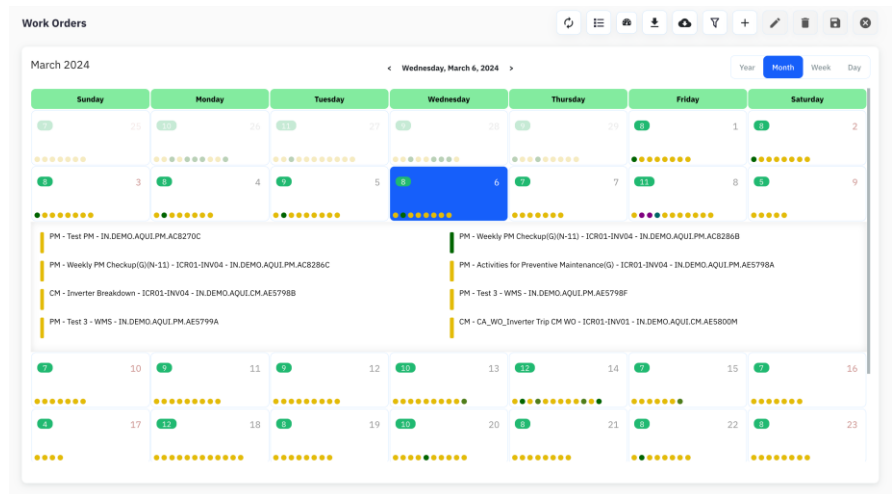 Work Orders
March 2024
‹ Wednesday, March 6, 2024 ›
Year Month Week Day
Sunday Monday Tuesday Wednesday Thursday Friday Saturday
7 25 10 26 11 27 9 28 9 29 8 1 8 2
8 3 8 4 9 5 8 6 7 7 11 8 5 9
PM - Test PM - IN.DEMO.AQUI.PM.AC8270C
PM - Weekly PM Checkup(G)(N-11) - ICR01-INV04 - IN.DEMO.AQUI.PM.AC8286B
PM - Weekly PM Checkup(G)(N-11) - ICR01-INV04 - IN.DEMO.AQUI.PM.AC8286C
PM - Activities for Preventive Maintenance(G) - ICR01-INV04 - IN.DEMO.AQUI.PM.AE5798A
CM - Inverter Breakdown - ICR01-INV04 - IN.DEMO.AQUI.CM.AE5798B
PM - Test 3 - WMS - IN.DEMO.AQUI.PM.AE5798F
PM - Test 3 - WMS - IN.DEMO.AQUI.PM.AE5799A
CM - CA_WO_Inverter Trip CM WO - ICR01-INV01 - IN.DEMO.AQUI.CM.AE5800M
7 10 9 11 9 12 10 13 12 14 7 15 7 16
4 17 12 18 8 19 10 20 8 21 8 22 8 23